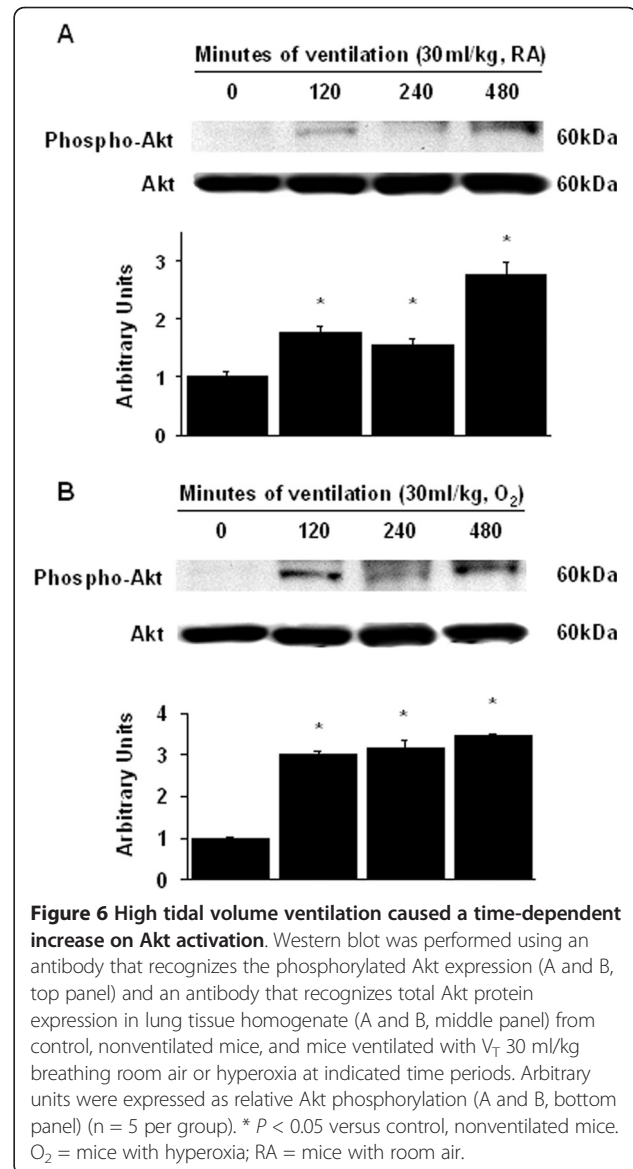 A
Minutes of ventilation (30ml/kg, RA)
0 120 240 480
Phospho-Akt 60kDa
Akt 60kDa
Arbitrary Units
3
2
1
0
* * *
B
Minutes of ventilation (30ml/kg, O₂)
0 120 240 480
Phospho-Akt 60kDa
Akt 60kDa
Arbitrary Units
4
3
2
1
0
* * *
Figure 6 High tidal volume ventilation caused a time-dependent
increase on Akt activation. Western blot was performed using an
antibody that recognizes the phosphorylated Akt expression (A and B,
top panel) and an antibody that recognizes total Akt protein
expression in lung tissue homogenate (A and B, middle panel) from
control, nonventilated mice, and mice ventilated with V_T 30 ml/kg
breathing room air or hyperoxia at indicated time periods. Arbitrary
units were expressed as relative Akt phosphorylation (A and B, bottom
panel) (n = 5 per group). * P < 0.05 versus control, nonventilated mice.
O₂ = mice with hyperoxia; RA = mice with room air.